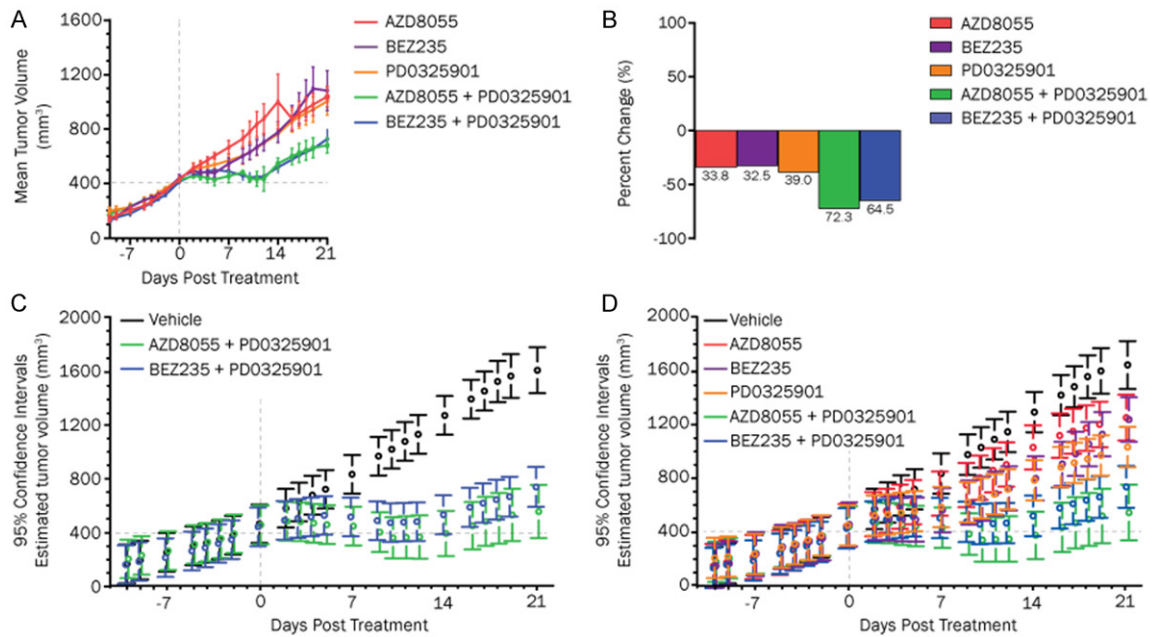 A
1600
1200
800
400
0
Mean Tumor Volume
(mm³)
-7
0
7
14
21
Days Post Treatment
AZD8055
BEZ235
PD0325901
AZD8055 + PD0325901
BEZ235 + PD0325901
B
100
50
0
-50
-100
Percent Change (%)
33.8
32.5
39.0
72.3
64.5
AZD8055
BEZ235
PD0325901
AZD8055 + PD0325901
BEZ235 + PD0325901
C
2000
1600
1200
800
400
0
95% Confidence Intervals
Estimated tumor volume (mm³)
Vehicle
AZD8055 + PD0325901
BEZ235 + PD0325901
-7
0
7
14
21
Days Post Treatment
D
2000
1600
1200
800
400
0
95% Confidence Intervals
Estimated tumor volume (mm³)
Vehicle
AZD8055
BEZ235
PD0325901
AZD8055 + PD0325901
BEZ235 + PD0325901
-7
0
7
14
21
Days Post Treatment